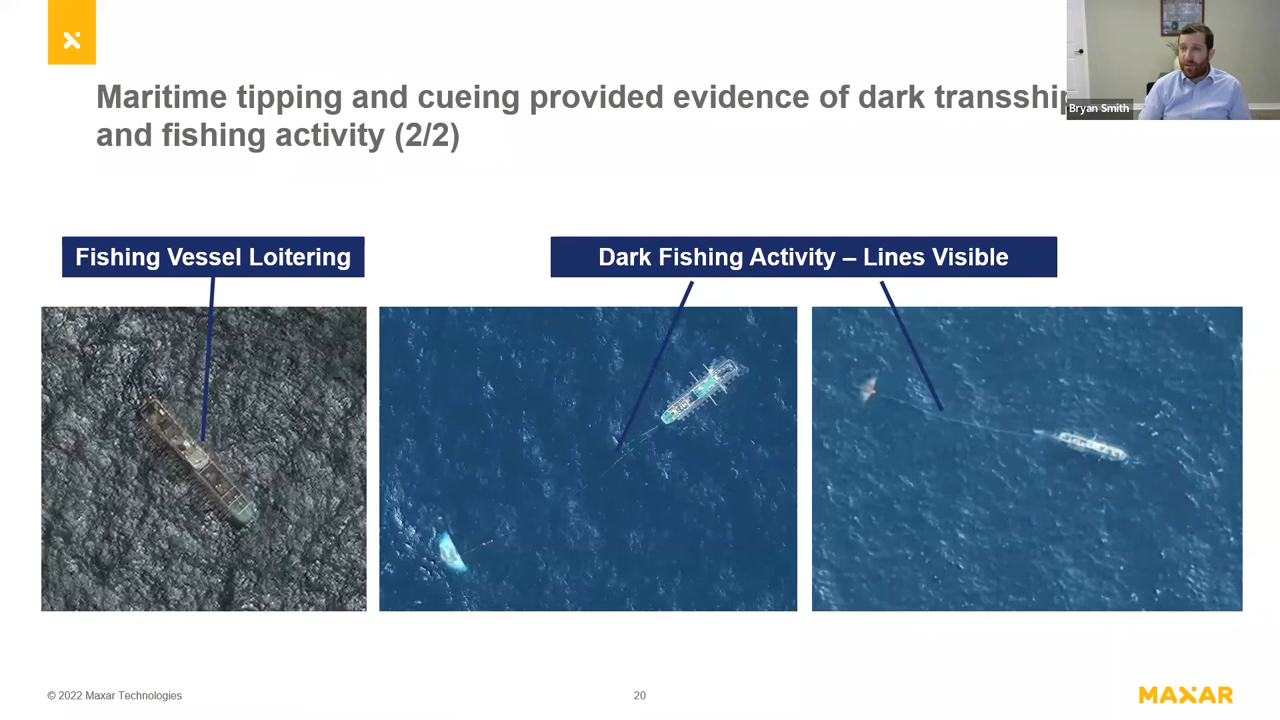 Maritime tipping and cueing provided evidence of dark
and fishing activity (2/2)
Bryan Smith
Fishing Vessel Loitering
Dark Fishing Activity – Lines Visible
© 2022 Maxar Technologies
20
MAXAR